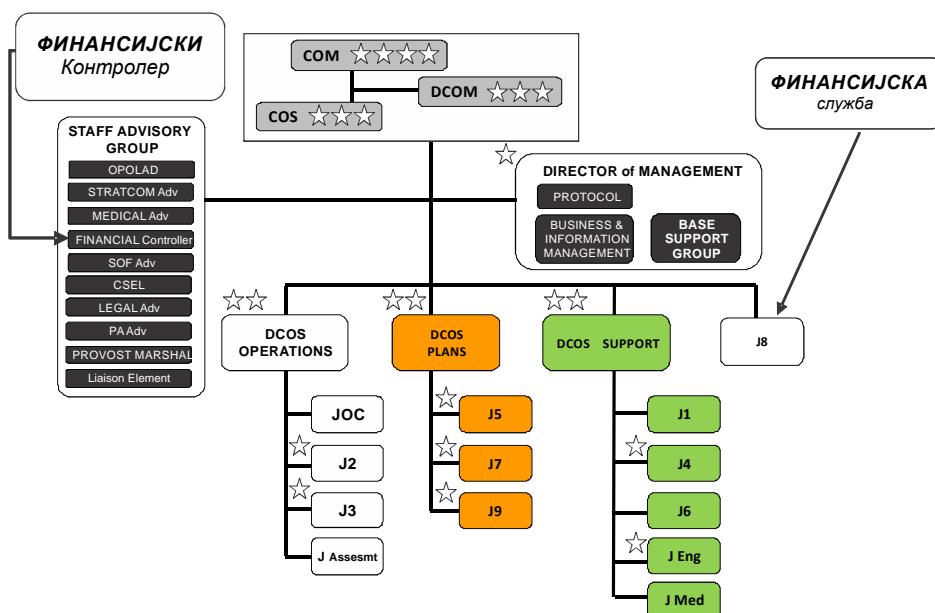 ФИНАНСИЈСКИ
Контролер
COM
DCOM
COS
ФИНАНСИЈСКА
служба
STAFF ADVISORY
GROUP
OPOLAD
STRATCOM Adv
MEDICAL Adv
FINANCIAL Controller
SOF Adv
CSEL
LEGAL Adv
PA Adv
PROVOST MARSHAL
Liaison Element
DIRECTOR of MANAGEMENT
PROTOCOL
BUSINESS &
INFORMATION
MANAGEMENT
BASE
SUPPORT
GROUP
DCOS
OPERATIONS
DCOS
PLANS
DCOS SUPPORT
J8
JOC
J2
J3
J Assesmt
J5
J7
J9
J1
J4
J6
J Eng
J Med